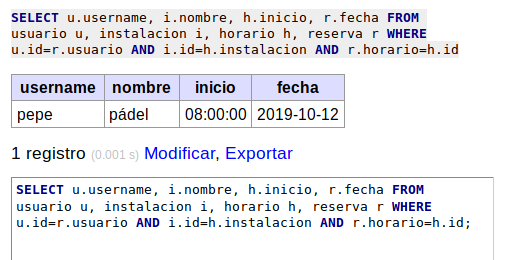 SELECT u.username, i.nombre, h.inicio, r.fecha FROM
usuario u, instalacion i, horario h, reserva r WHERE
u.id=r.usuario AND i.id=h.instalacion AND r.horario=h.id
username nombre inicio fecha
pepe pádel 08:00:00 2019-10-12
1 registro (0.001 s) Modificar, Exportar
SELECT u.username, i.nombre, h.inicio, r.fecha FROM
usuario u, instalacion i, horario h, reserva r WHERE
u.id=r.usuario AND i.id=h.instalacion AND r.horario=h.id;